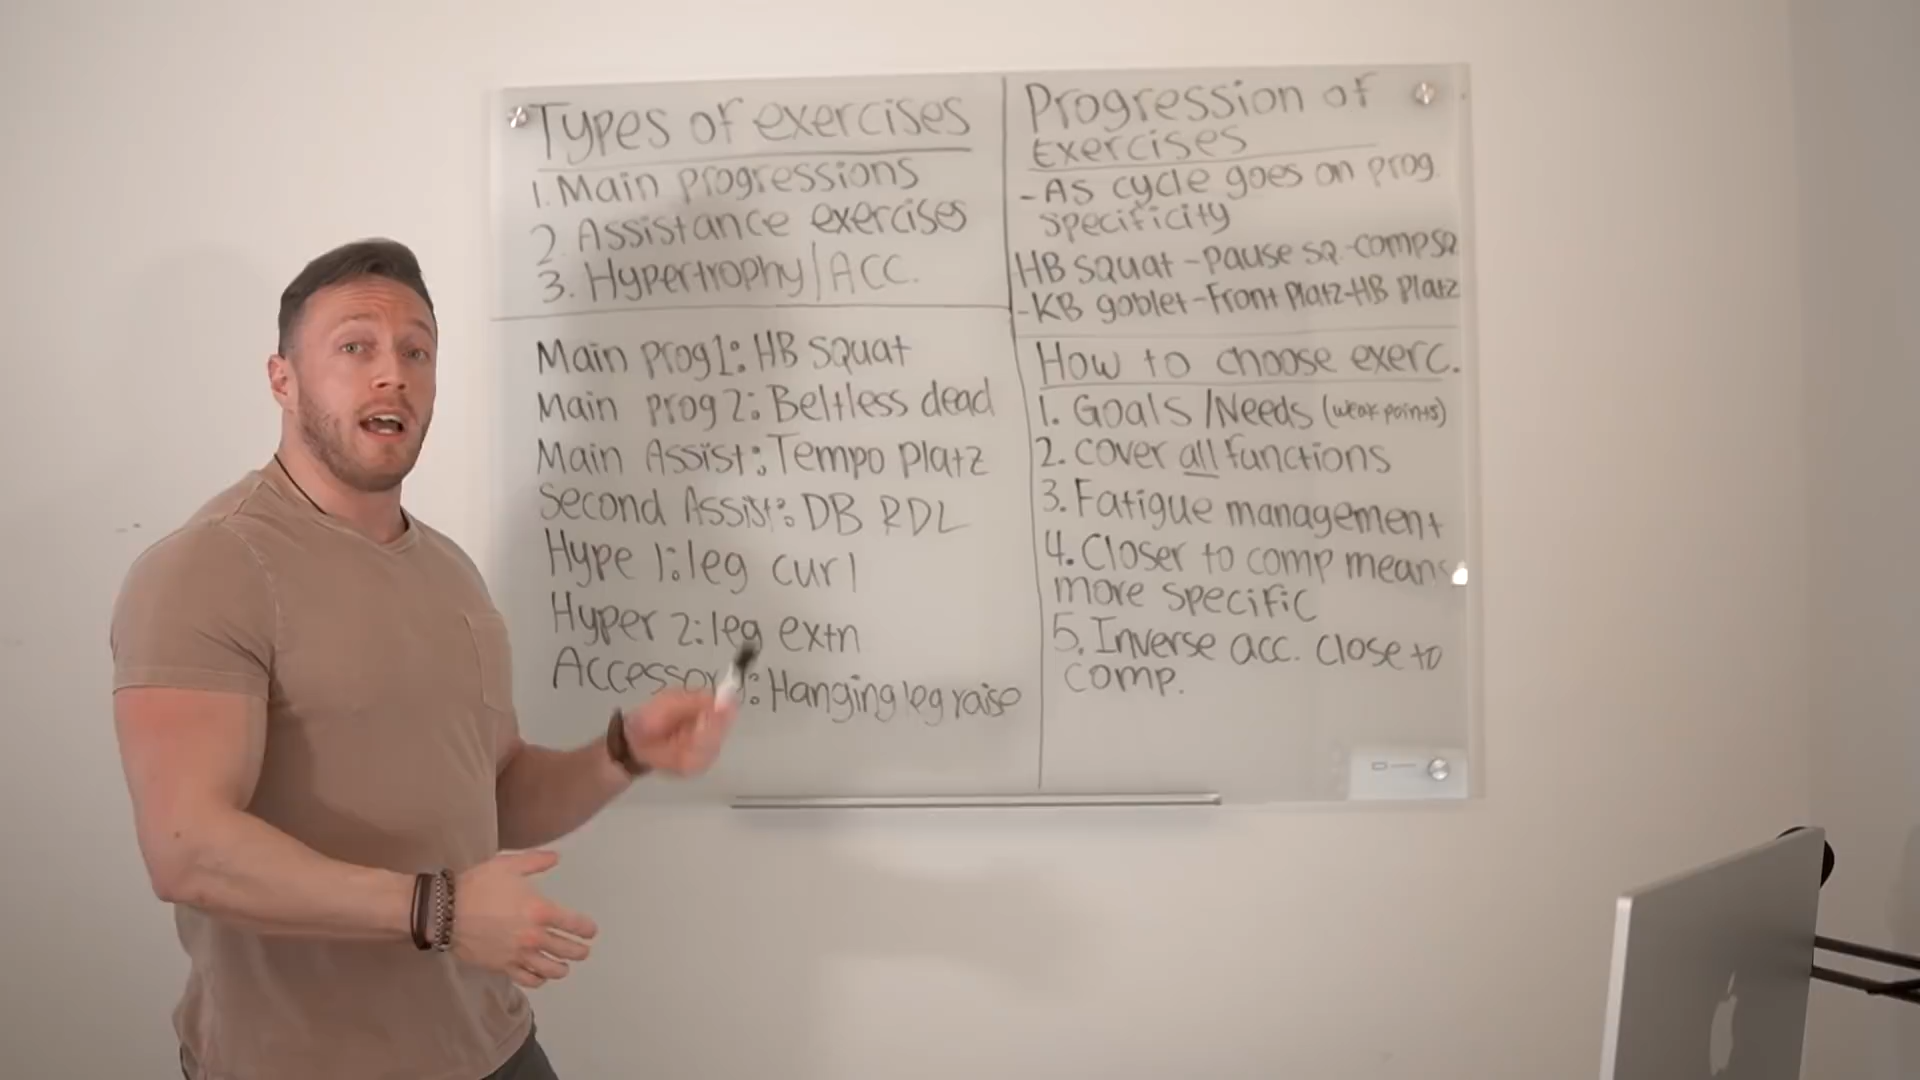 Types of exercises
1. Main progressions
2. Assistance exercises
3. Hypertrophy/ACC.
Main prog1: HB squat
Main prog 2: Beltless dead
Main Assist: Tempo Platz
Second Assist: DB RDL
Hype 1: leg curl
Hyper 2: leg extn
Accessory: Hanging leg raise
Progression of
Exercises
- As cycle goes on prog
specificity
HB squat - pause sq - comp sq
- KB goblet - Front Platz - HB Platz
How to choose exerc.
1. Goals/Needs (weak points)
2. cover all functions
3. Fatigue management
4. Closer to comp means
more specific
5. Inverse acc. close to
comp.